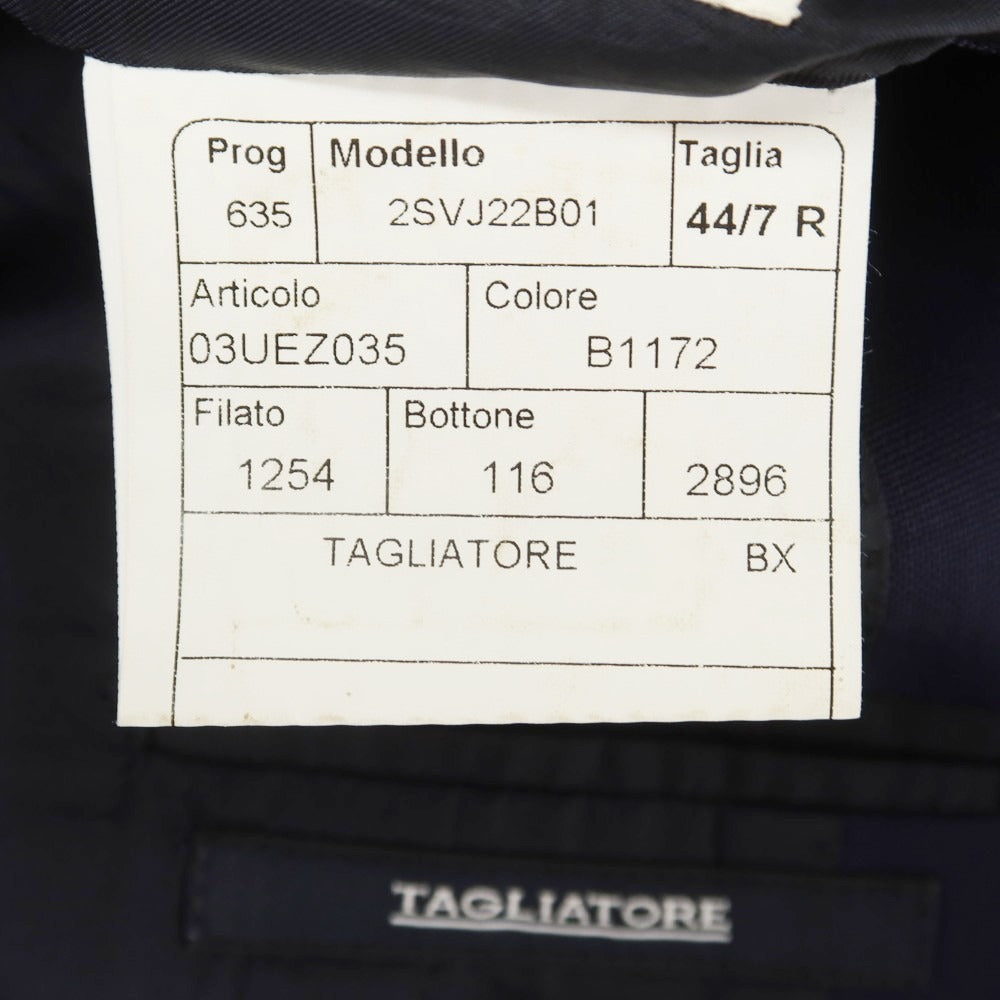 Prog Modello Taglia
635 2SVJ22B01 44/7 R
Articolo Colore
03UEZ035 B1172
Filato Bottone
1254 116 2896
TAGLIATORE BX
TAGLIATORE